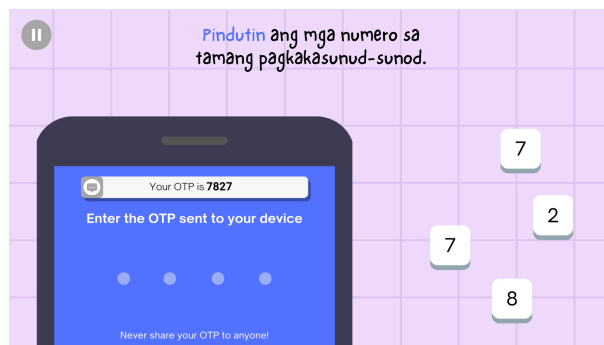 Pindutin ang mga numero sa
tamang pagkakasunud-sunod.
Your OTP is 7827
Enter the OTP sent to your device
Never share your OTP to anyone!
7
2
7
8